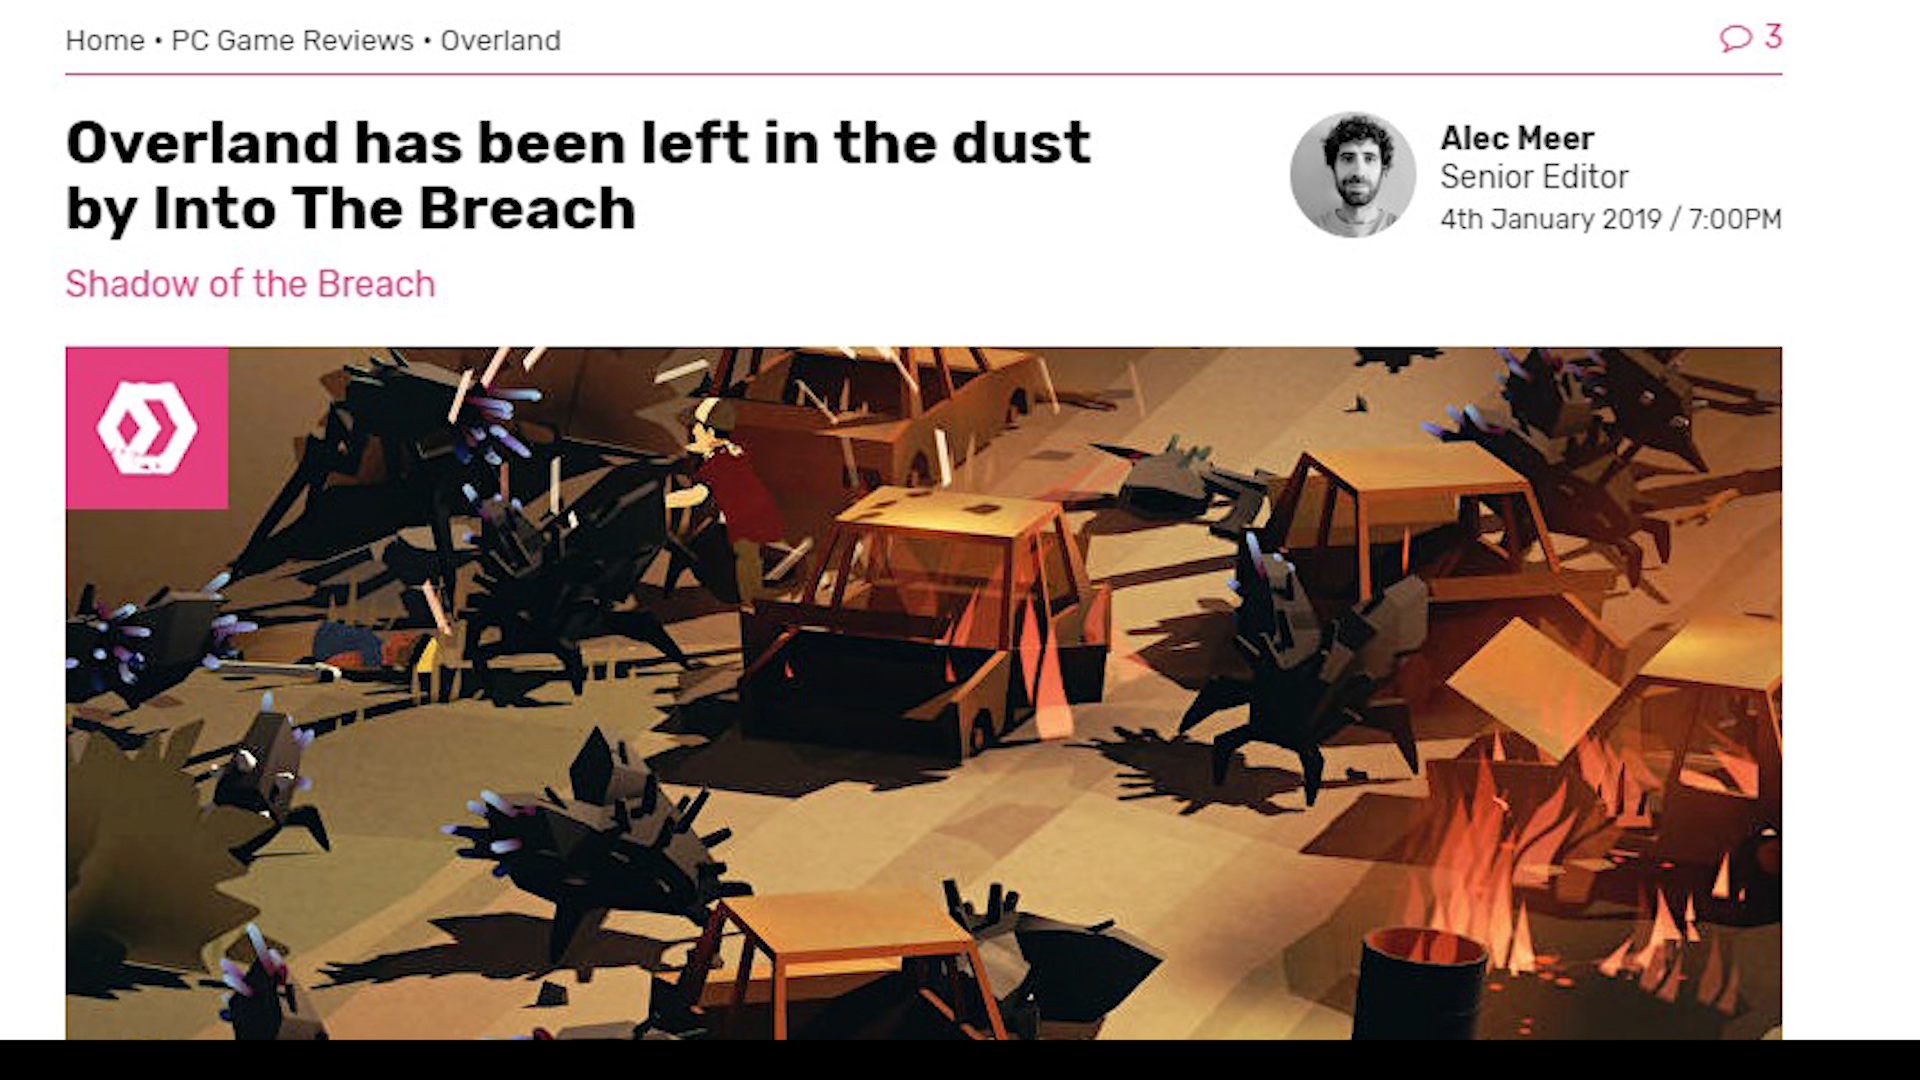 Home • PC Game Reviews • Overland
3
Overland has been left in the dust
by Into The Breach
Shadow of the Breach
Alec Meer
Senior Editor
4th January 2019 / 7:00PM